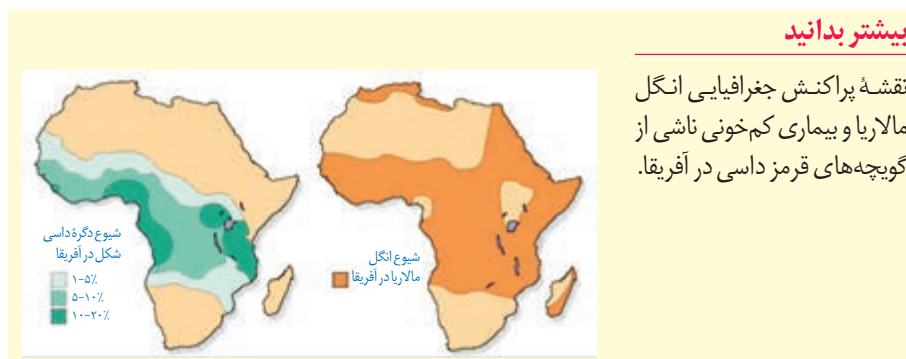 بیشتر بدانید
نقشهٔ پراکنش جغرافیایی انگل
مالاریا و بیماری کم‌خونی ناشی از
گویچه‌های قرمز داسی در آفریقا.
شیوع انگل
مالاریا در آفریقا
شیوع دگرهٔ داسی
شکل در آفریقا
۱-۵٪
۵-۱۰٪
۱۰-۲۰٪